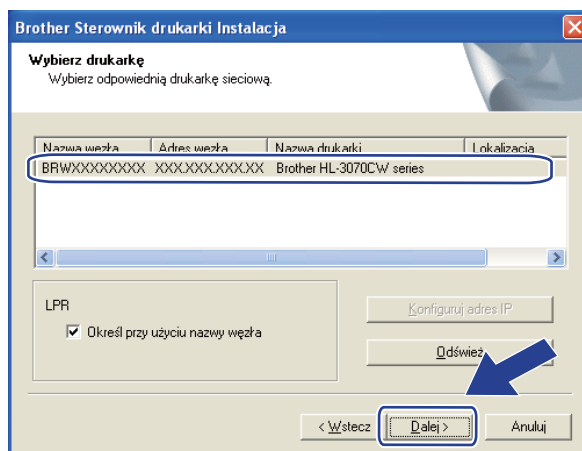 Brother Sterownik drukarki Instalacja
Wybierz drukarkę
Wybierz odpowiednią drukarkę sieciową.
Nazwa węzła Adres węzła Nazwa drukarki Lokalizacja
BRWXXXXXXXX XXX.XXX.XXX.XX Brother HL-3070CW series
LPR
Konfiguruj adres IP
Określ przy użyciu nazwy węzła
Odśwież
< Wstecz Dalej > Anuluj